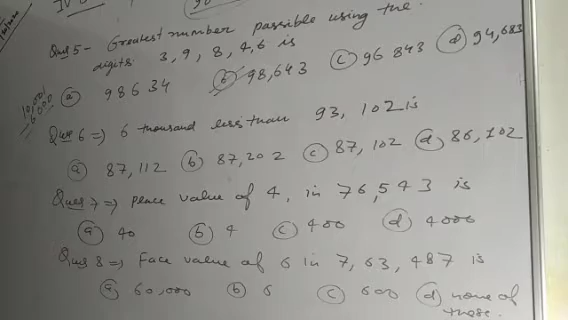 Ques 5 - Greatest number possible using the
digits 3, 9, 8, 4, 6 is
(a) 98634 (b) 98,643 (c) 96843 (d) 94,683
Ques 6 => 6 thousand less than 93, 102 is
(a) 87,112 (b) 87,202 (c) 87,102 (d) 86,102
Ques 7 => place value of 4, in 76,543 is
(a) 40 (b) 4 (c) 400 (d) 4000
Ques 8 => Face value of 6 in 7, 63, 487 is
(a) 60,000 (b) 6 (c) 600 (d) none of
these.